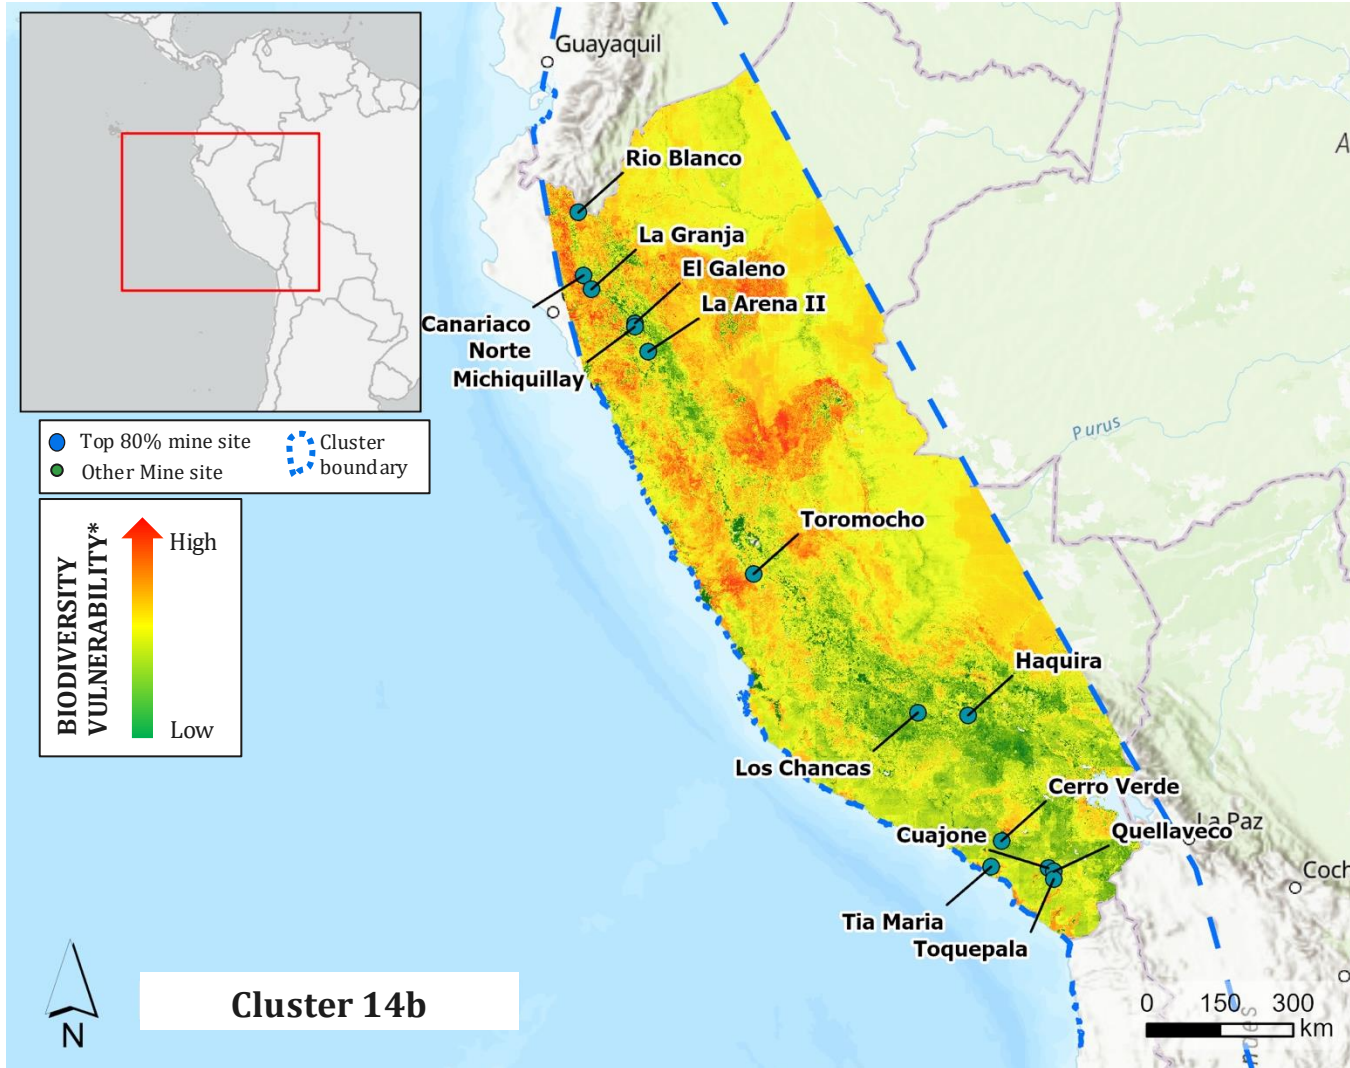 Guayaquil
A
Rio Blanco
La Granja
El Galeno
La Arena II
Canariaco
Norte
Michiquillay
Top 80% mine site
Other Mine site
Cluster
boundary
Purus
BIODIVERSITY
VULNERABILITY*
High
Low
Toromocho
Haquira
Los Chancas
Cerro Verde
Cuajone
Quellaveco
La Paz
Coch
Tia Maria
Toquepala
Cluster 14b
N
0 150 300
km